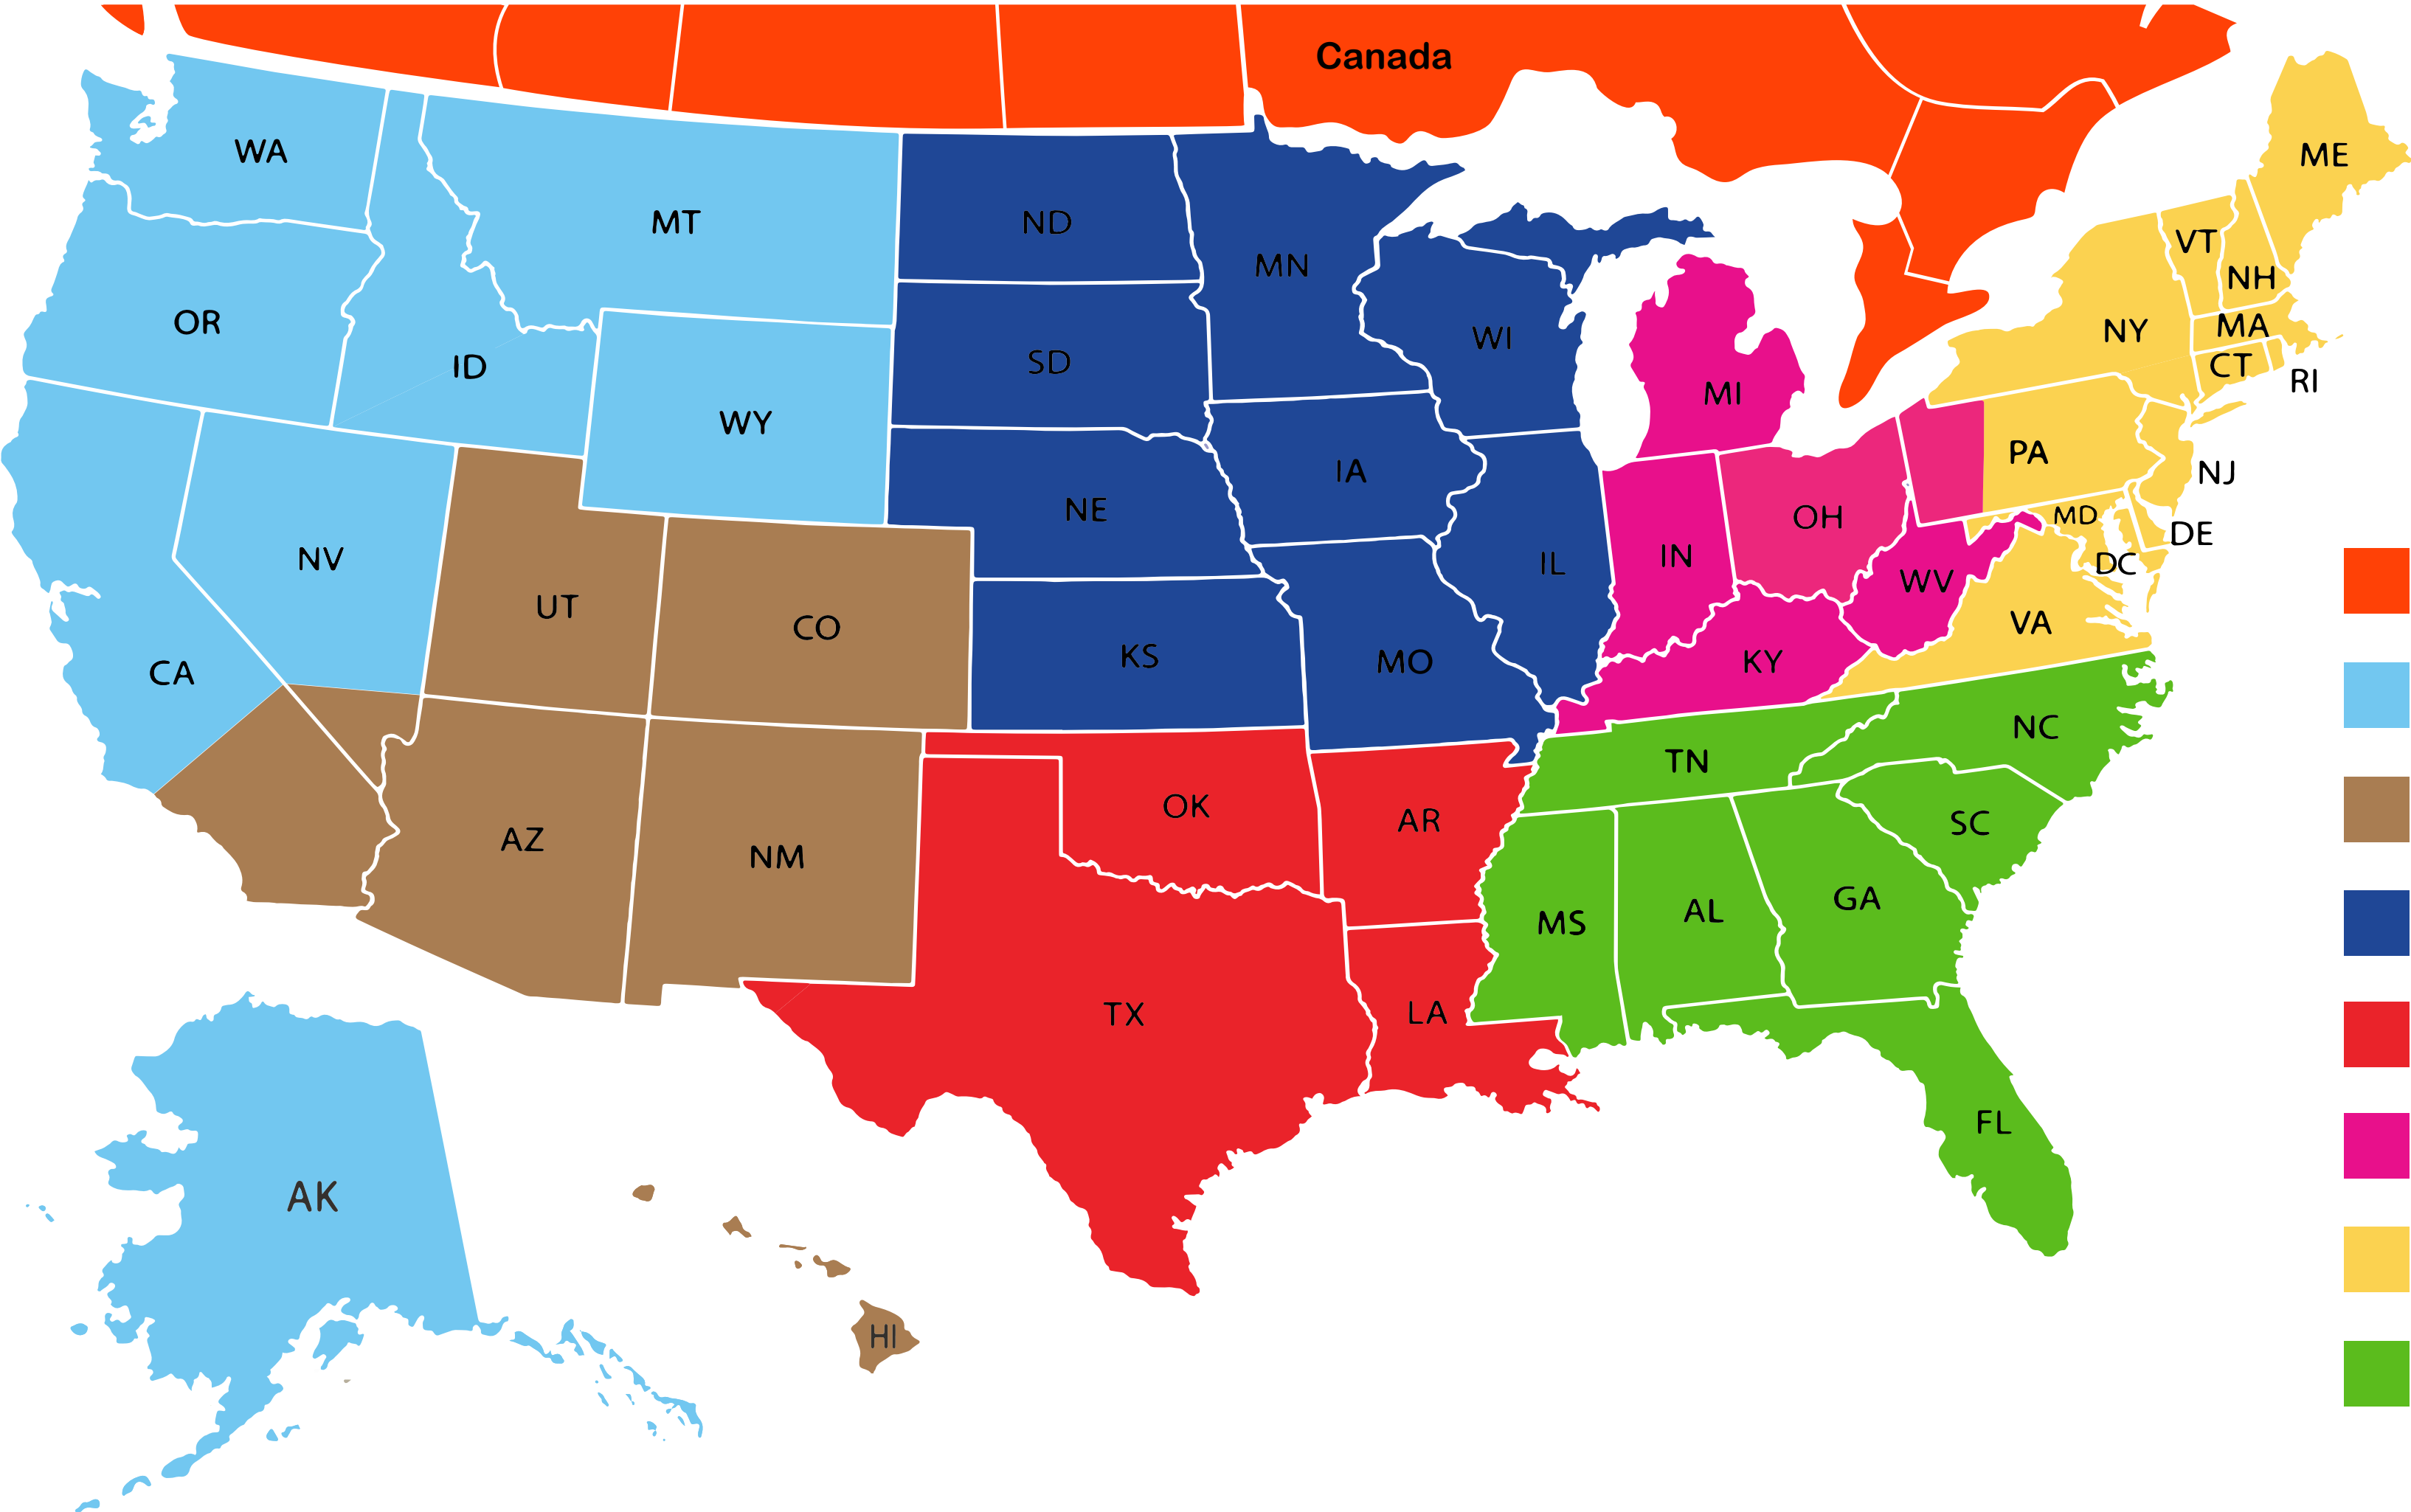 Canada
WA
ME
MT
ND
VT
MN
NH
OR
NY
MA
WI
SD
ID
CT
RI
MI
WY
PA
IA
NJ
NE
OH
MD
DE
NV
IN
IL
DC
WV
UT
CO
VA
KS
MO
KY
CA
NC
TN
OK
AR
SC
AZ
NM
GA
AL
MS
TX
LA
FL
AK
HI